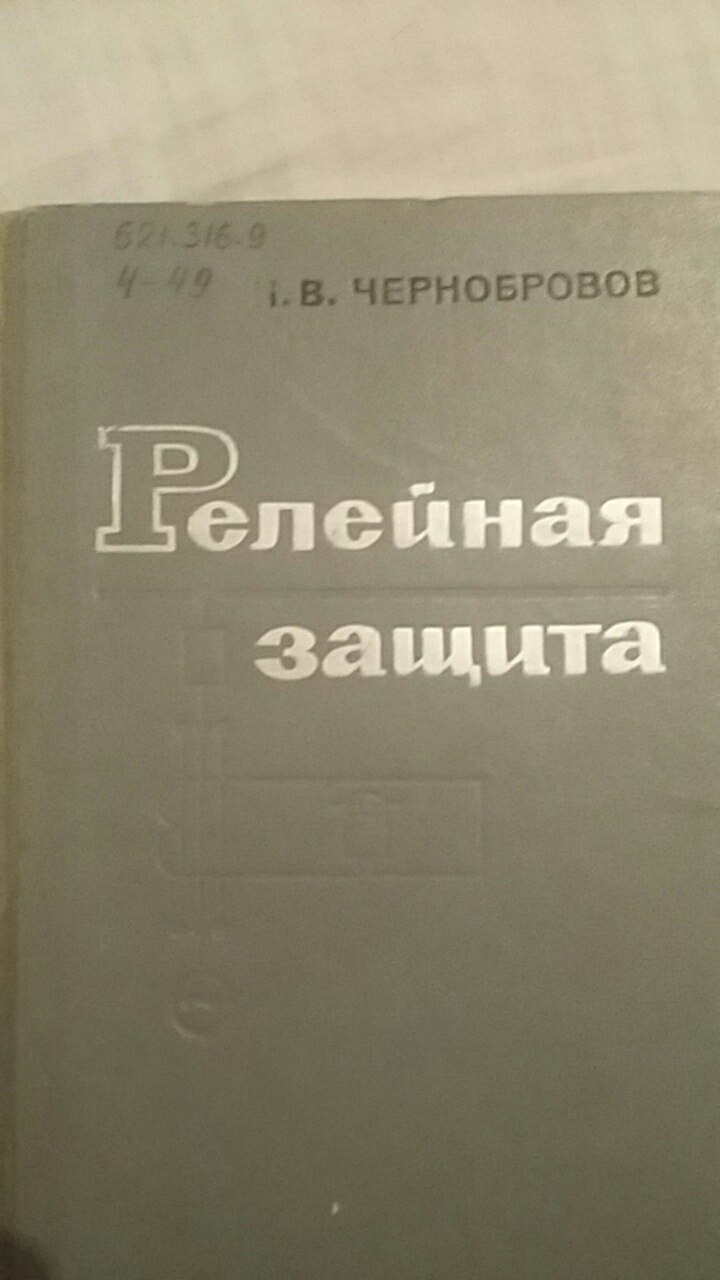 621.316.9
Ч-49
. В. ЧЕРНОБРОВОВ
Релейная
защита